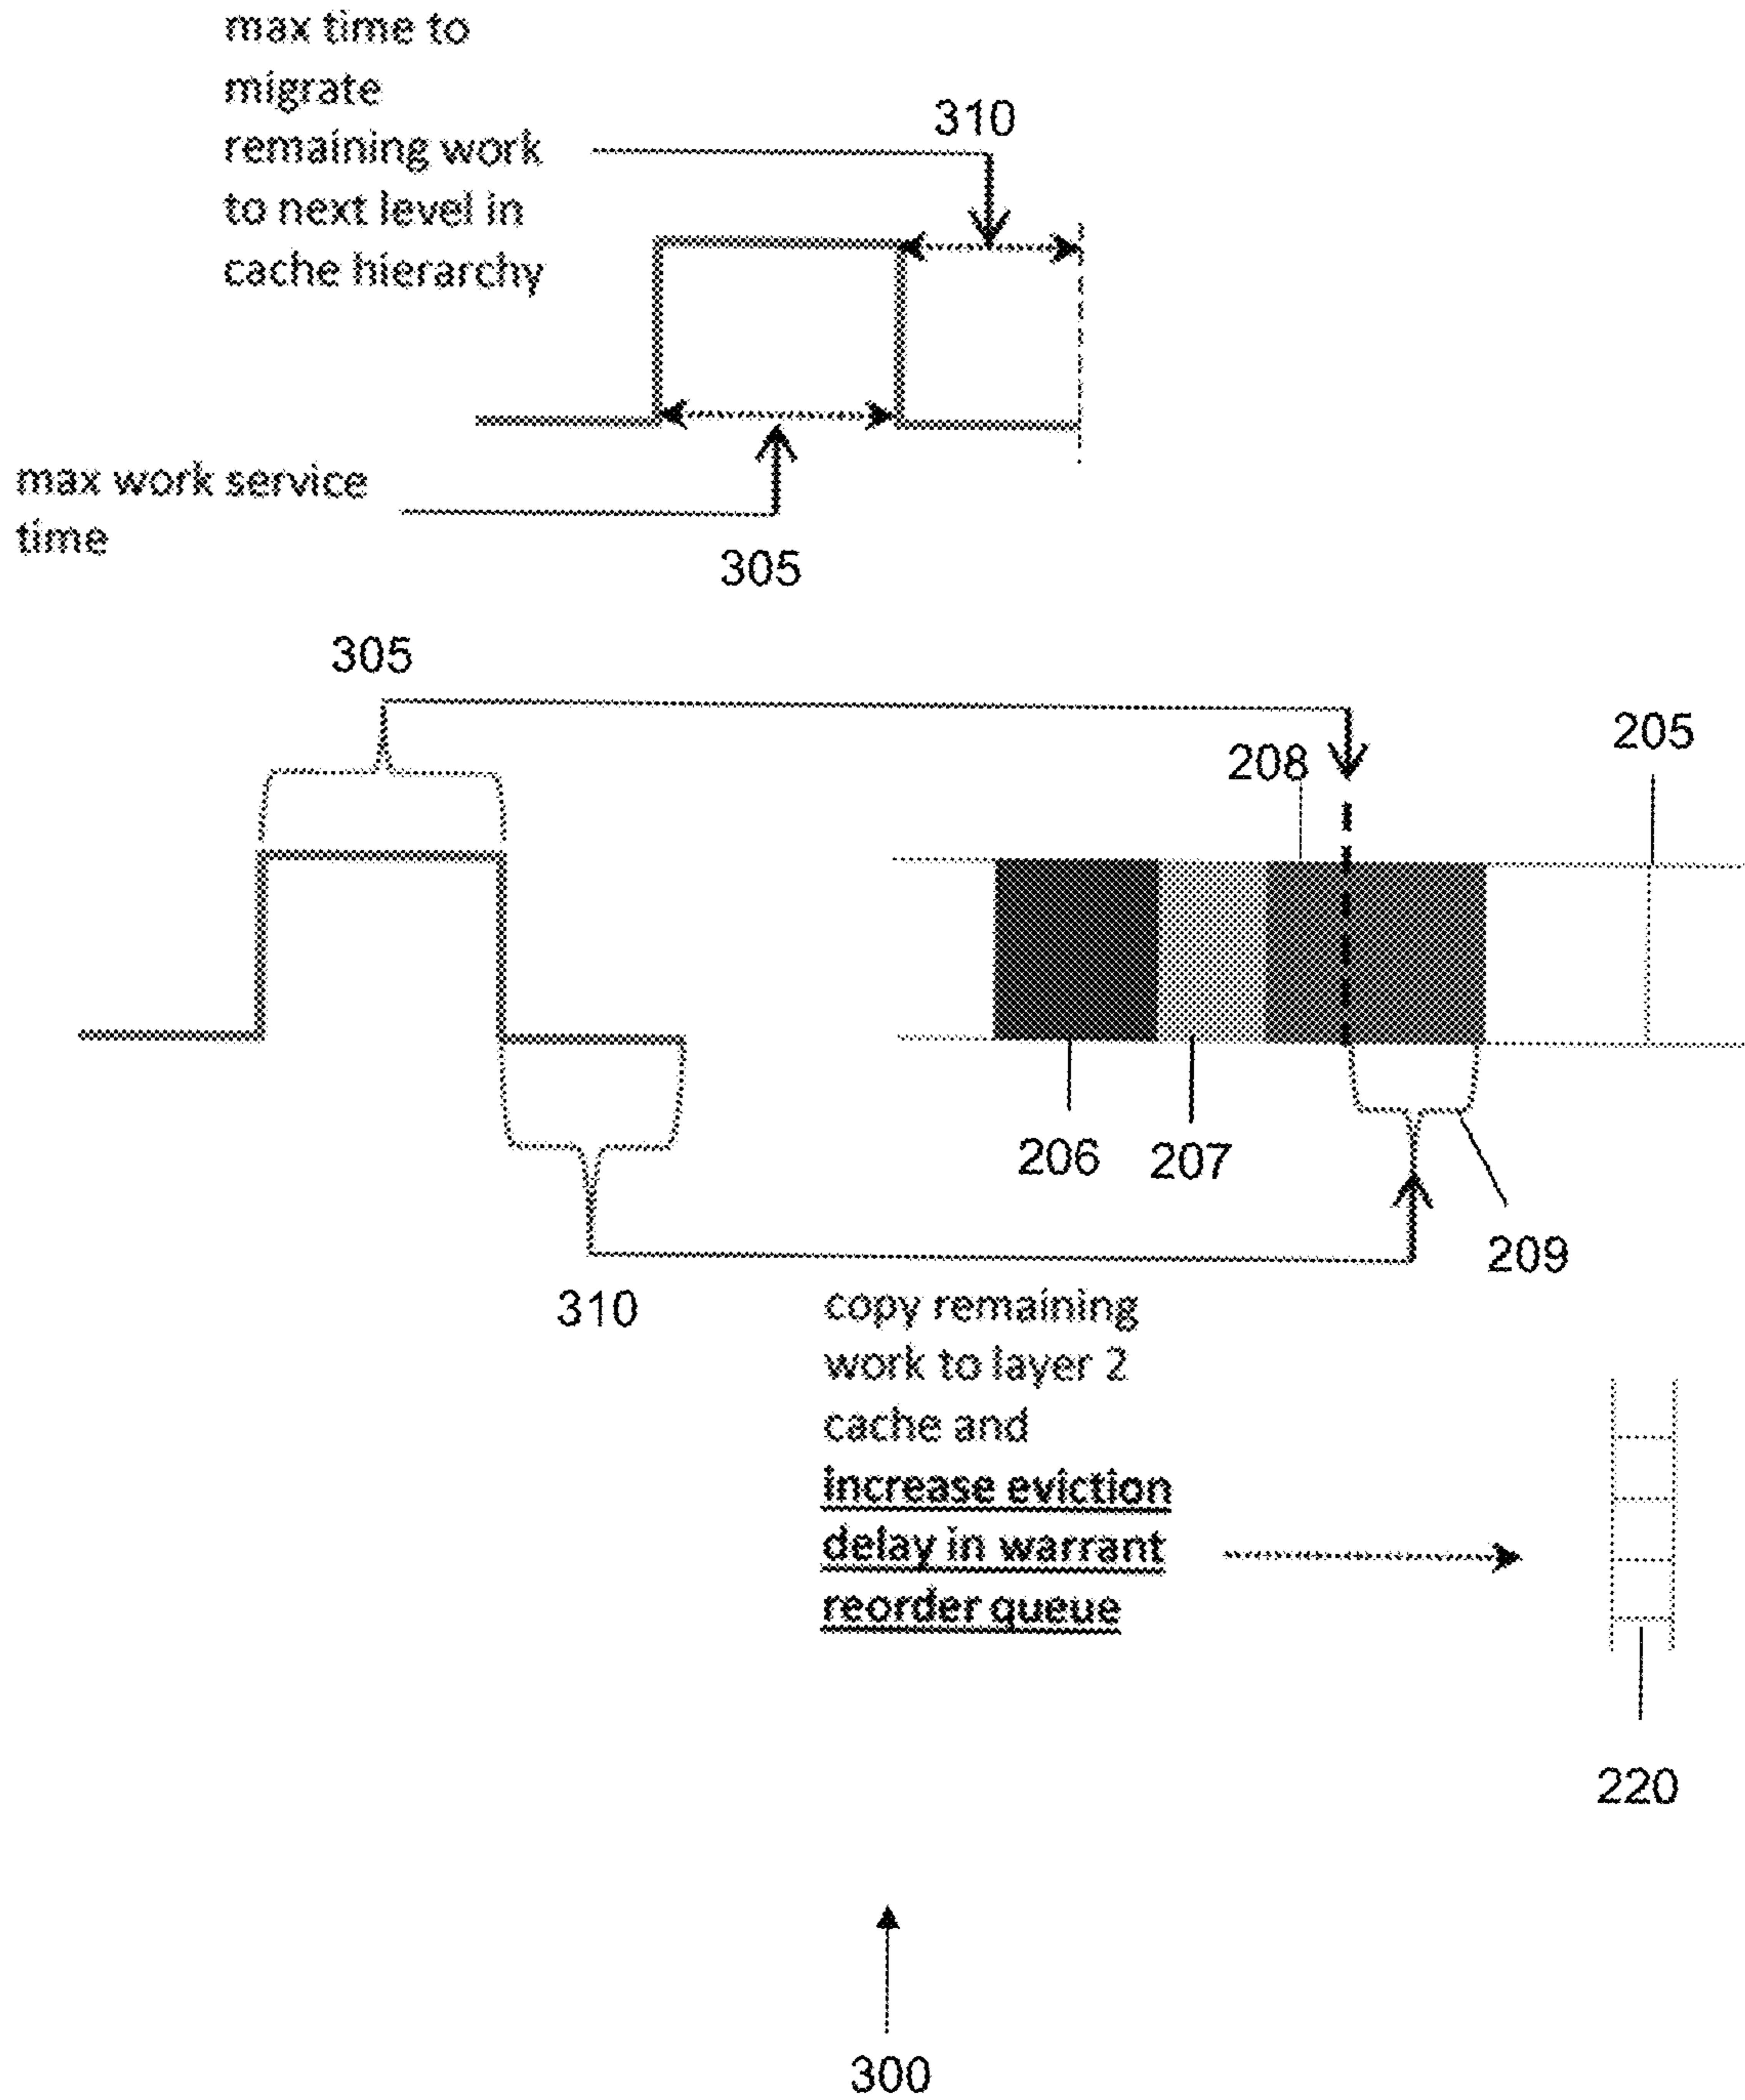 max time to
migrate
remaining work
to next level in
cache hierarchy
310
max work service
time
305
305
208
205
206
207
209
310
copy remaining
work to layer 2
cache and
increase eviction
delay in warrant
reorder queue
220
300